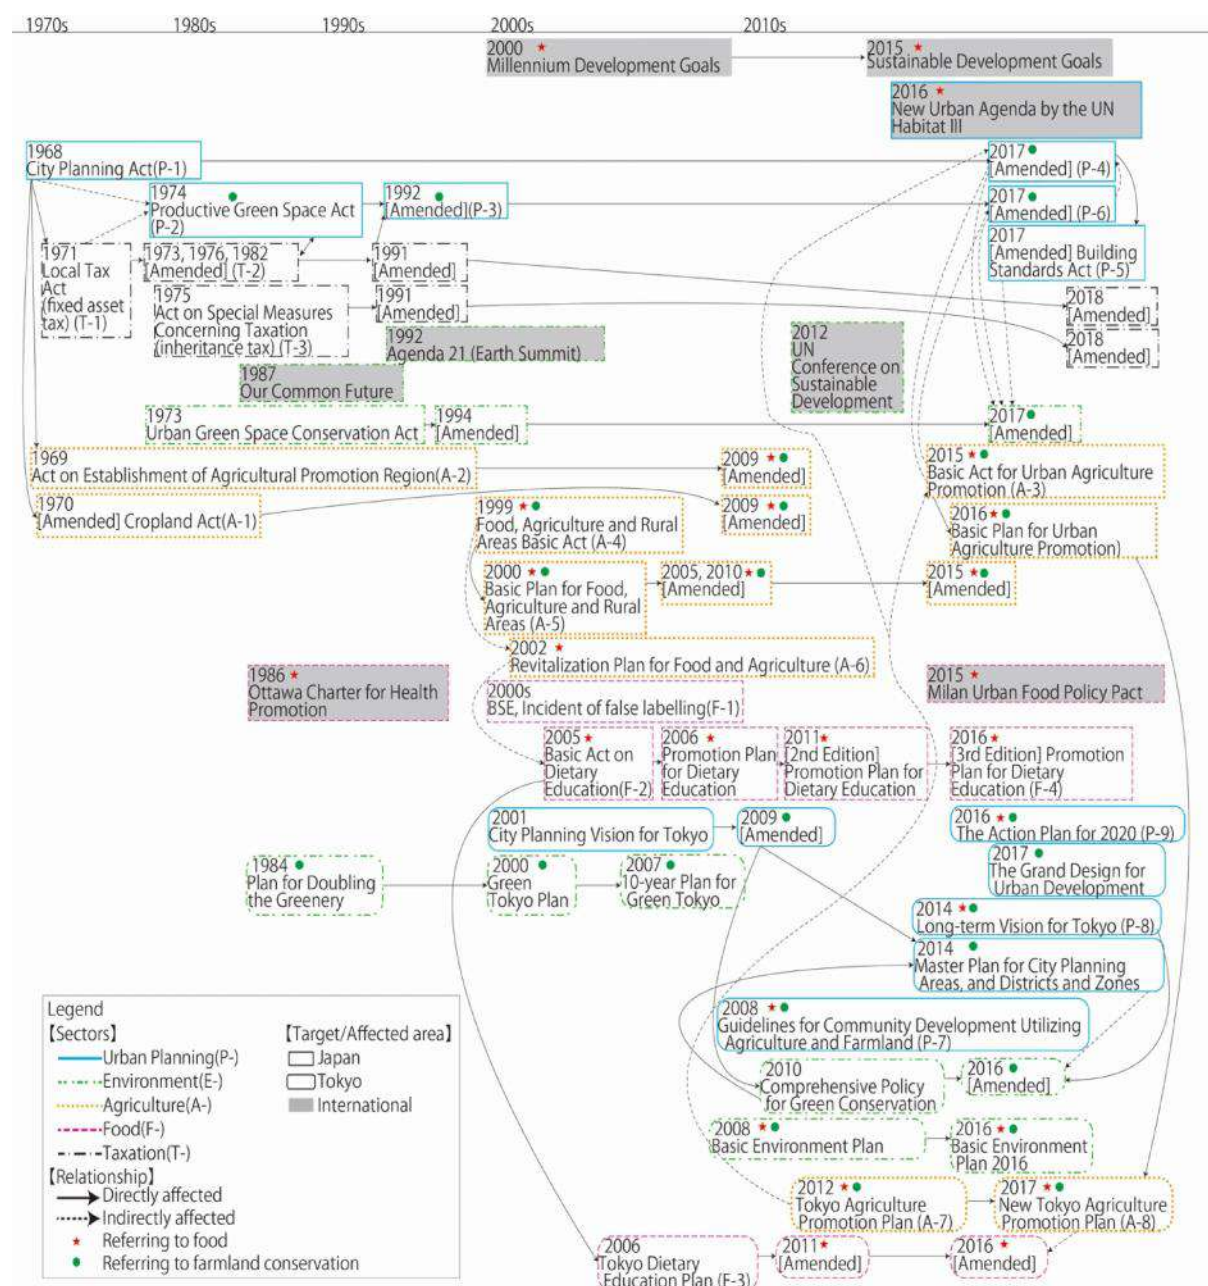 1970s
1980s
1990s
2000s
2010s
2000
Millennium Development Goals
2015
Sustainable Development Goals
2016
New Urban Agenda by the UN
Habitat III
1968
City Planning Act(P-1)
2017
[Amended] (P-4)
1974
Productive Green Space Act
(P-2)
1992
[Amended](P-3)
2017
[Amended] (P-6)
2017
[Amended] Building
Standards Act (P-5)
1971
Local Tax
Act
(fixed asset
tax) (T-1)
1973, 1976, 1982
[Amended] (T-2)
1991
[Amended]
1975
Act on Special Measures
Concerning Taxation
(inheritance tax) (T-3)
1991
[Amended]
2018
[Amended]
2018
[Amended]
1992
Agenda 21 (Earth Summit)
2012
UN
Conference on
Sustainable
Development
1987
Our Common Future
1973
Urban Green Space Conservation Act
1994
[Amended]
2017
[Amended]
1969
Act on Establishment of Agricultural Promotion Region(A-2)
2009
[Amended]
2015
Basic Act for Urban Agriculture
Promotion (A-3)
1970
[Amended] Cropland Act(A-1)
1999
Food, Agriculture and Rural
Areas Basic Act (A-4)
2009
[Amended]
2016
Basic Plan for Urban
Agriculture Promotion)
2000
Basic Plan for Food,
Agriculture and Rural
Areas (A-5)
2005, 2010
[Amended]
2015
[Amended]
2002
Revitalization Plan for Food and Agriculture (A-6)
1986
Ottawa Charter for Health
Promotion
2000s
BSE, Incident of false labelling(F-1)
2015
Milan Urban Food Policy Pact
2005
Basic Act on
Dietary
Education(F-2)
2006
Promotion Plan
for Dietary
Education
2011
[2nd Edition]
Promotion Plan for
Dietary Education
2016
[3rd Edition] Promotion
Plan for Dietary
Education (F-4)
2001
City Planning Vision for Tokyo
2009
[Amended]
2016
The Action Plan for 2020 (P-9)
2017
The Grand Design for
Urban Development
1984
Plan for Doubling
the Greenery
2000
Green
Tokyo Plan
2007
10-year Plan for
Green Tokyo
2014
Long-term Vision for Tokyo (P-8)
2014
Master Plan for City Planning
Areas, and Districts and Zones
2008
Guidelines for Community Development Utilizing
Agriculture and Farmland (P-7)
2010
Comprehensive Policy
for Green Conservation
2016
[Amended]
2008
Basic Environment Plan
2016
Basic Environment
Plan 2016
2012
Tokyo Agriculture
Promotion Plan (A-7)
2017
New Tokyo Agriculture
Promotion Plan (A-8)
2006
Tokyo Dietary
Education Plan (F-3)
2011
[Amended]
2016
[Amended]
Legend
【Sectors】
Urban Planning(P-)
Environment(E-)
Agriculture(A-)
Food(F-)
Taxation(T-)
【Target/Affected area】
Japan
Tokyo
International
【Relationship】
Directly affected
Indirectly affected
Referring to food
Referring to farmland conservation